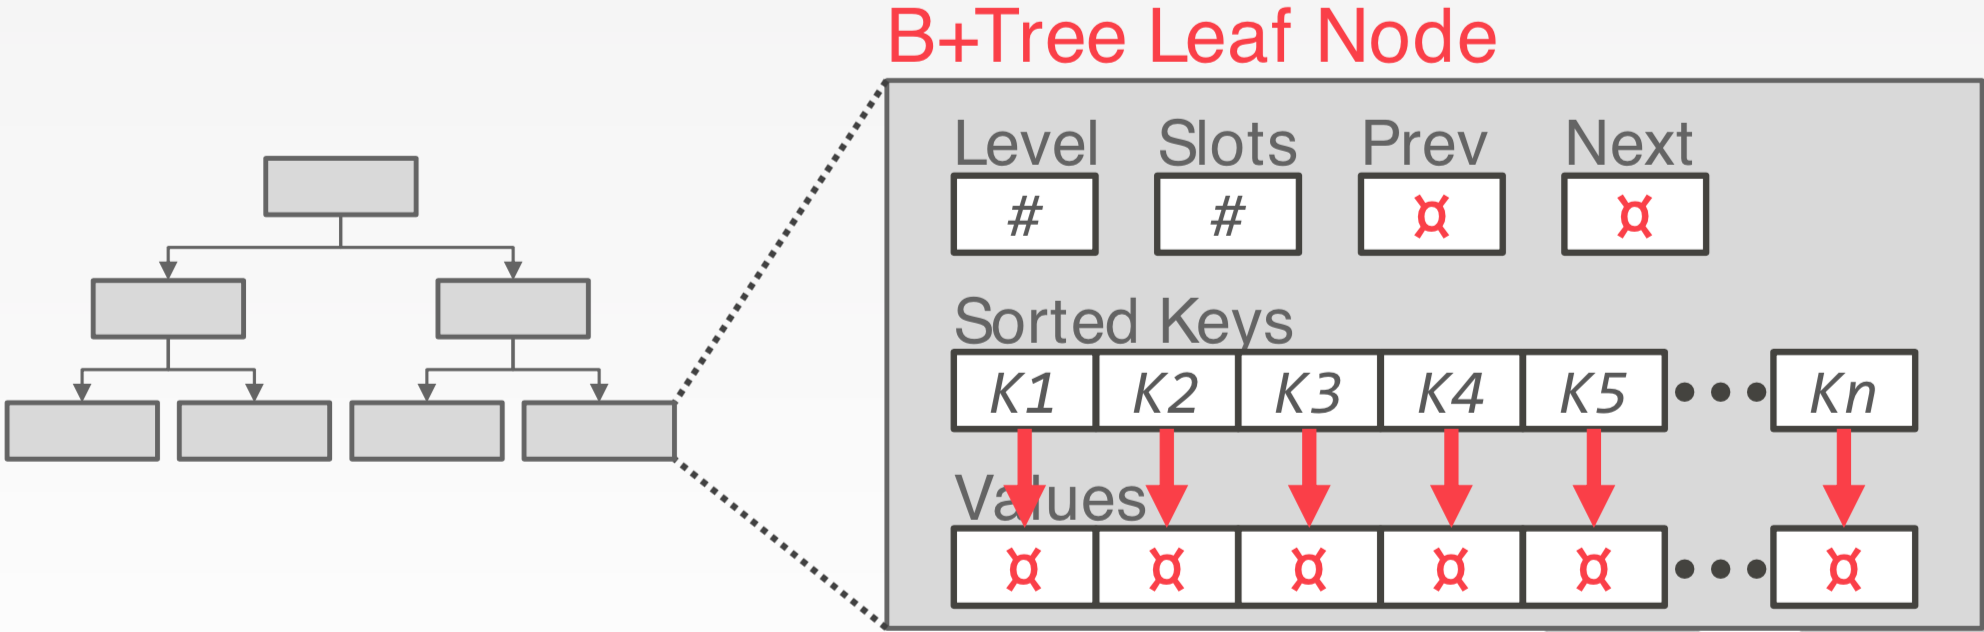 B+Tree Leaf Node
Level Slots Prev Next
# # ¤ ¤
Sorted Keys
K1 K2 K3 K4 K5 ••• Kn
Values
¤ ¤ ¤ ¤ ¤ ••• ¤